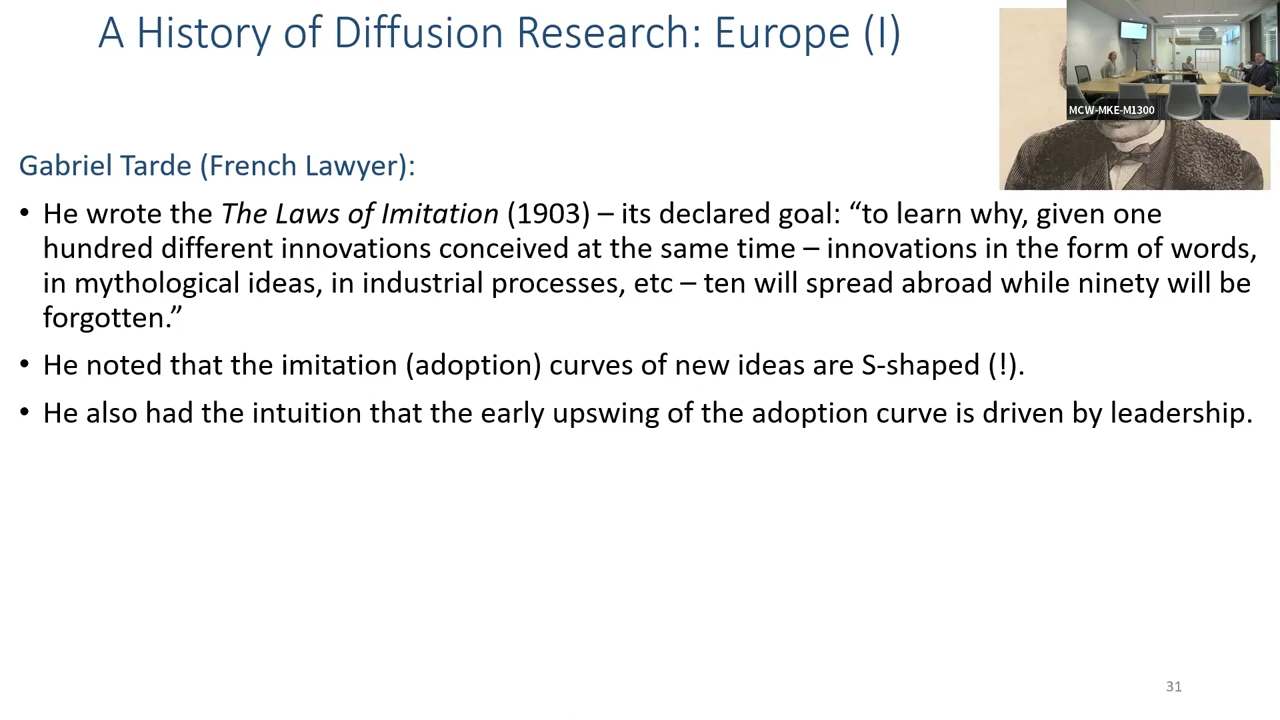 A History of Diffusion Research: Europe (I)
MCW-MKE-M1300
Gabriel Tarde (French Lawyer):
• He wrote the The Laws of Imitation (1903) – its declared goal: “to learn why, given one
hundred different innovations conceived at the same time – innovations in the form of words,
in mythological ideas, in industrial processes, etc – ten will spread abroad while ninety will be
forgotten.”
• He noted that the imitation (adoption) curves of new ideas are S-shaped (!).
• He also had the intuition that the early upswing of the adoption curve is driven by leadership.
31